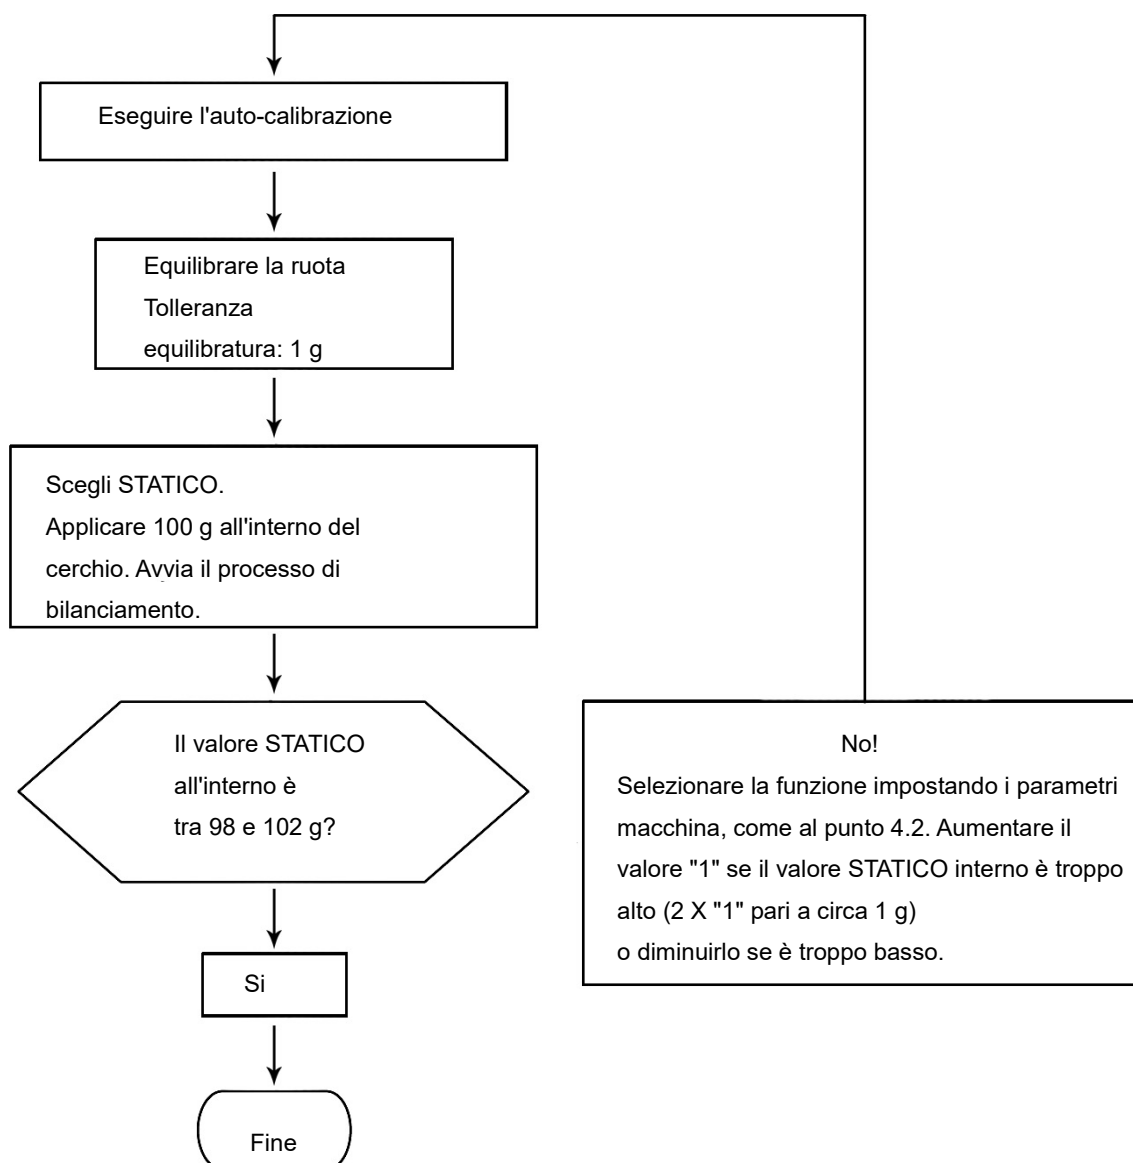 Eseguire l'auto-calibrazione
Equilibrare la ruota
Tolleranza
equilibratura: 1 g
Scegli STATICO.
Applicare 100 g all'interno del
cerchio. Avvia il processo di
bilanciamento.
Il valore STATICO
all'interno è
tra 98 e 102 g?
No!
Selezionare la funzione impostando i parametri
macchina, come al punto 4.2. Aumentare il
valore "1" se il valore STATICO interno è troppo
alto (2 X "1" pari a circa 1 g)
o diminuirlo se è troppo basso.
Si
Fine